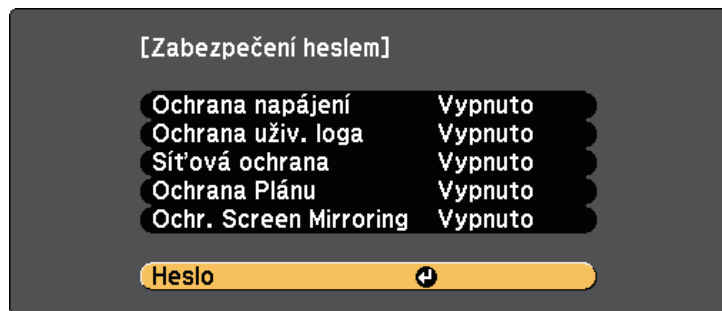 [Zabezpečení heslem]
Ochrana napájení Vypnuto
Ochrana uživ. loga Vypnuto
Síťová ochrana Vypnuto
Ochrana Plánu Vypnuto
Ochr. Screen Mirroring Vypnuto
Heslo